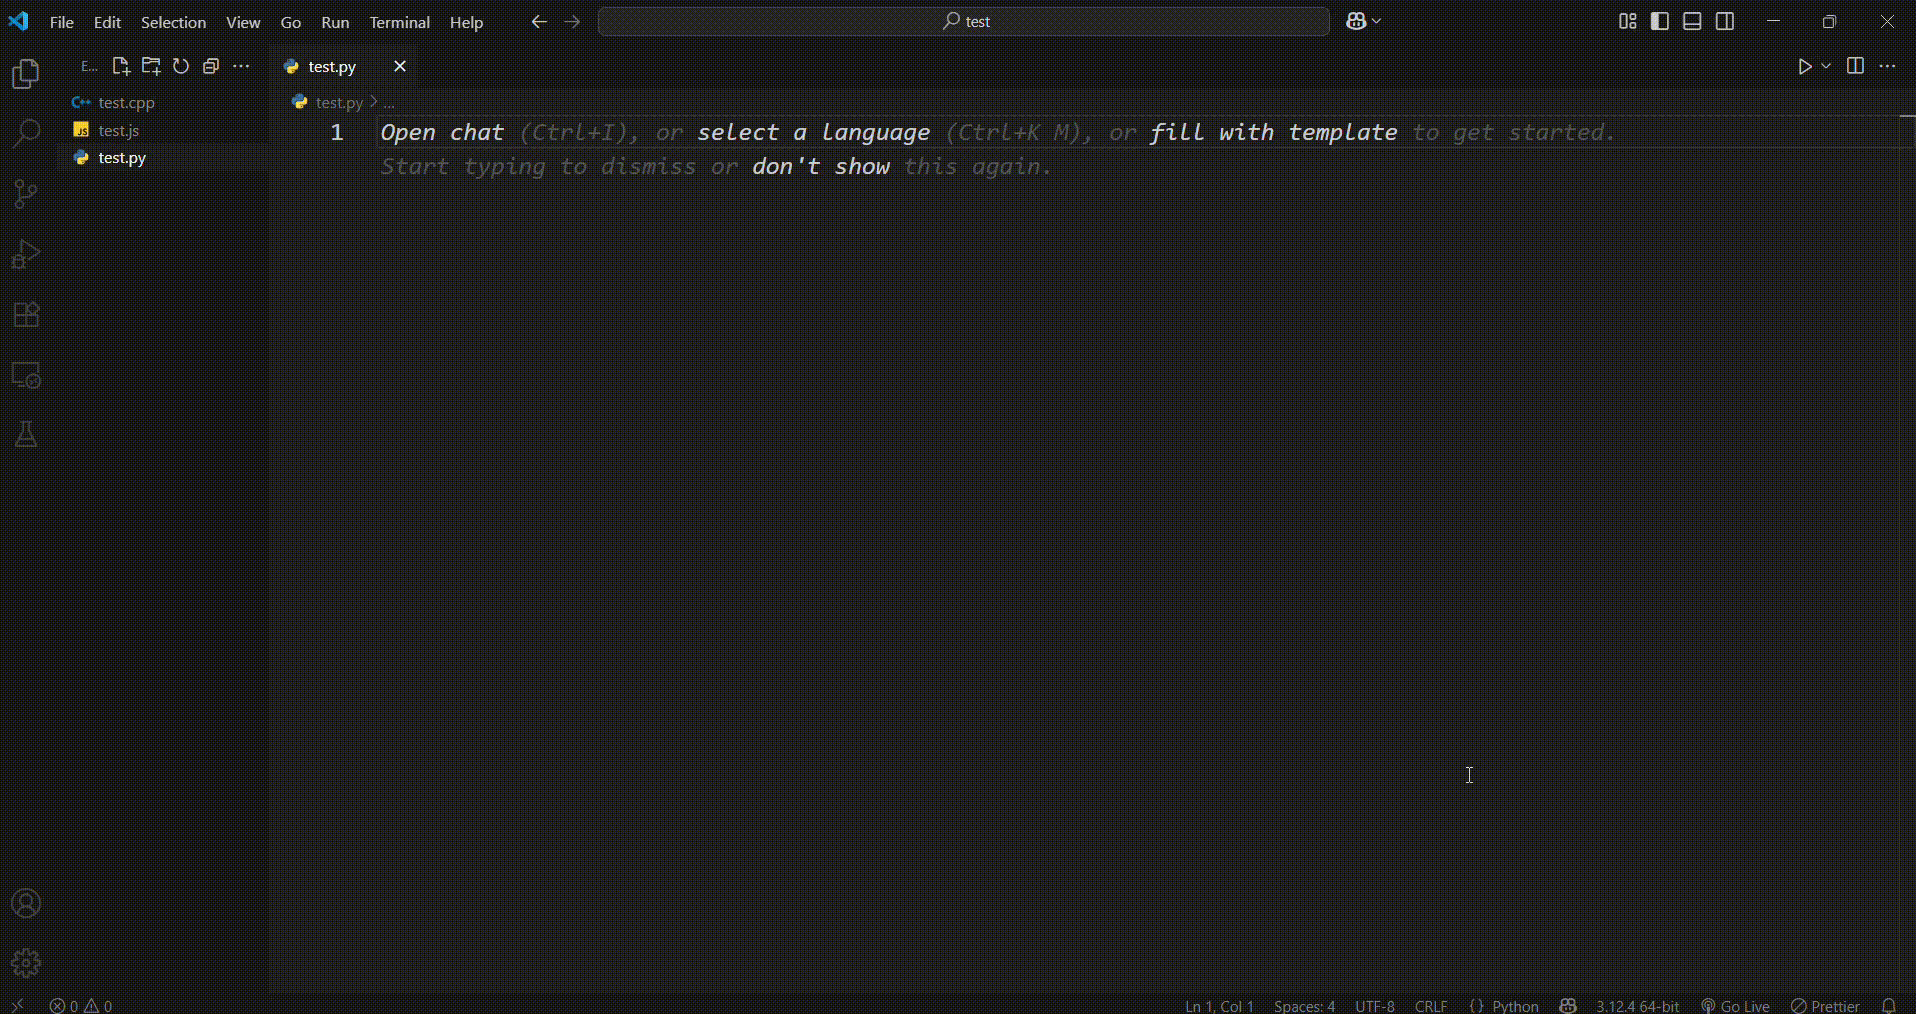 File Edit Selection View Go Run Terminal Help test
E... test.py
test.cpp
test.js
test.py
test.py > ...
1 Open chat (Ctrl+I), or select a language (Ctrl+K M), or fill with template to get started.
Start typing to dismiss or don't show this again.
0 0 Ln 1, Col 1 Spaces: 4 UTF-8 CRLF {} Python 3.12.4 64-bit Go Live Prettier